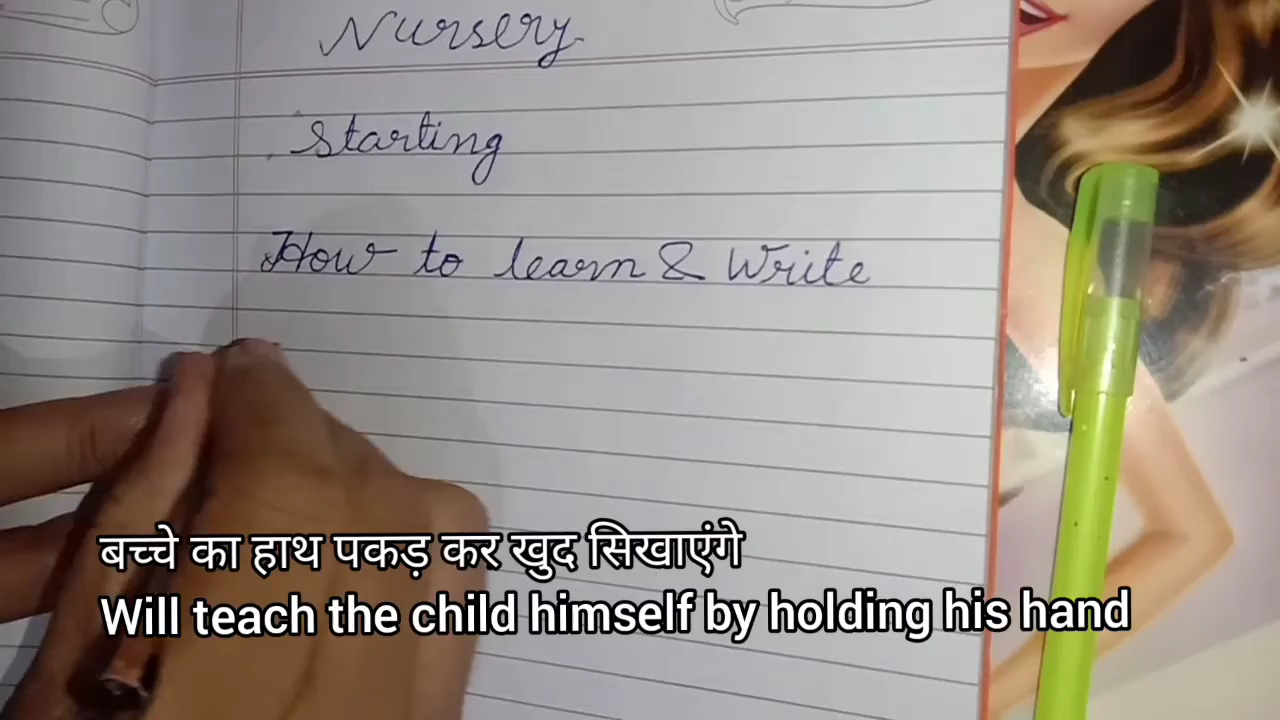 Nursery
Starting
How to learn & Write
बच्चे का हाथ पकड़ कर खुद सिखाएंगे
Will teach the child himself by holding his hand